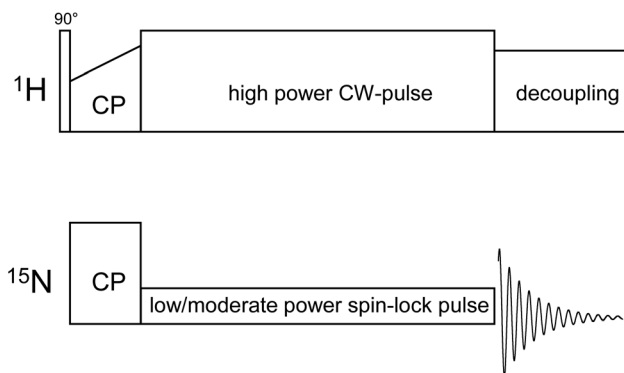 90°
¹H
CP
high power CW-pulse
decoupling
¹⁵N
CP
low/moderate power spin-lock pulse